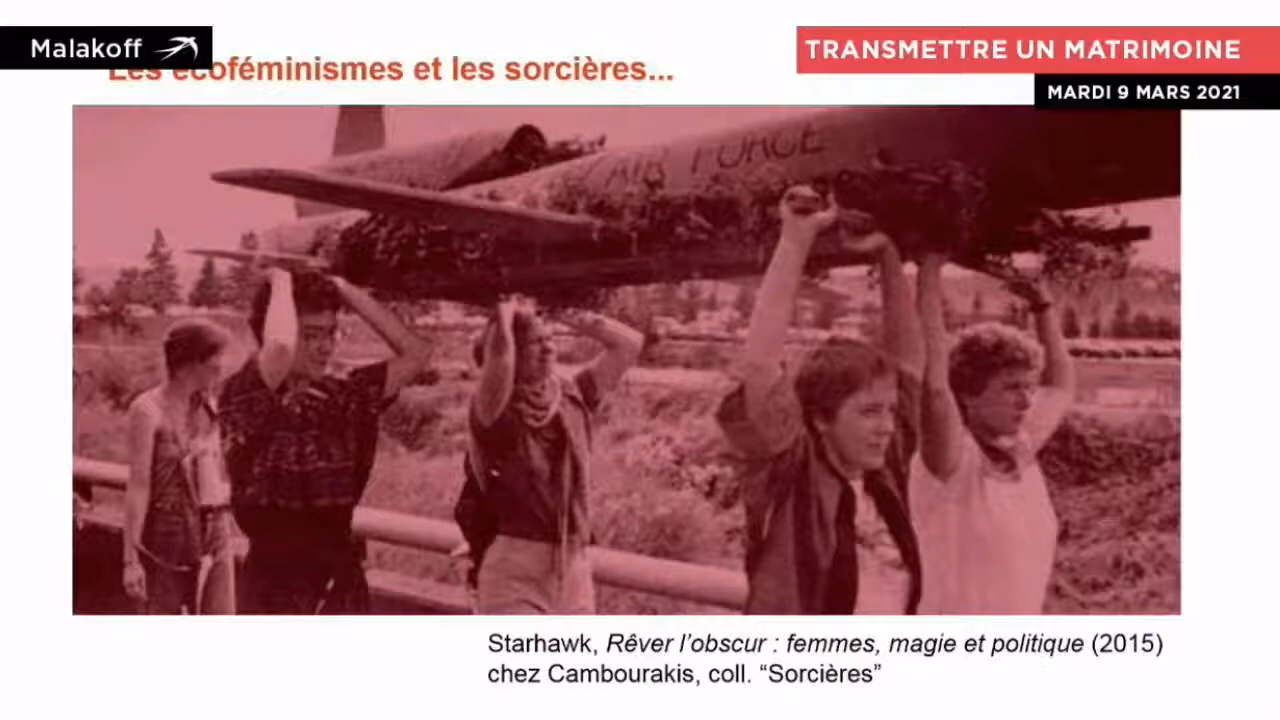 Malakoff
TRANSMETTRE UN MATRIMOINE
MARDI 9 MARS 2021
Les écoféminismes et les sorcières...
AIR FORCE
Starhawk, Rêver l’obscur : femmes, magie et politique (2015)
chez Cambourakis, coll. “Sorcières”